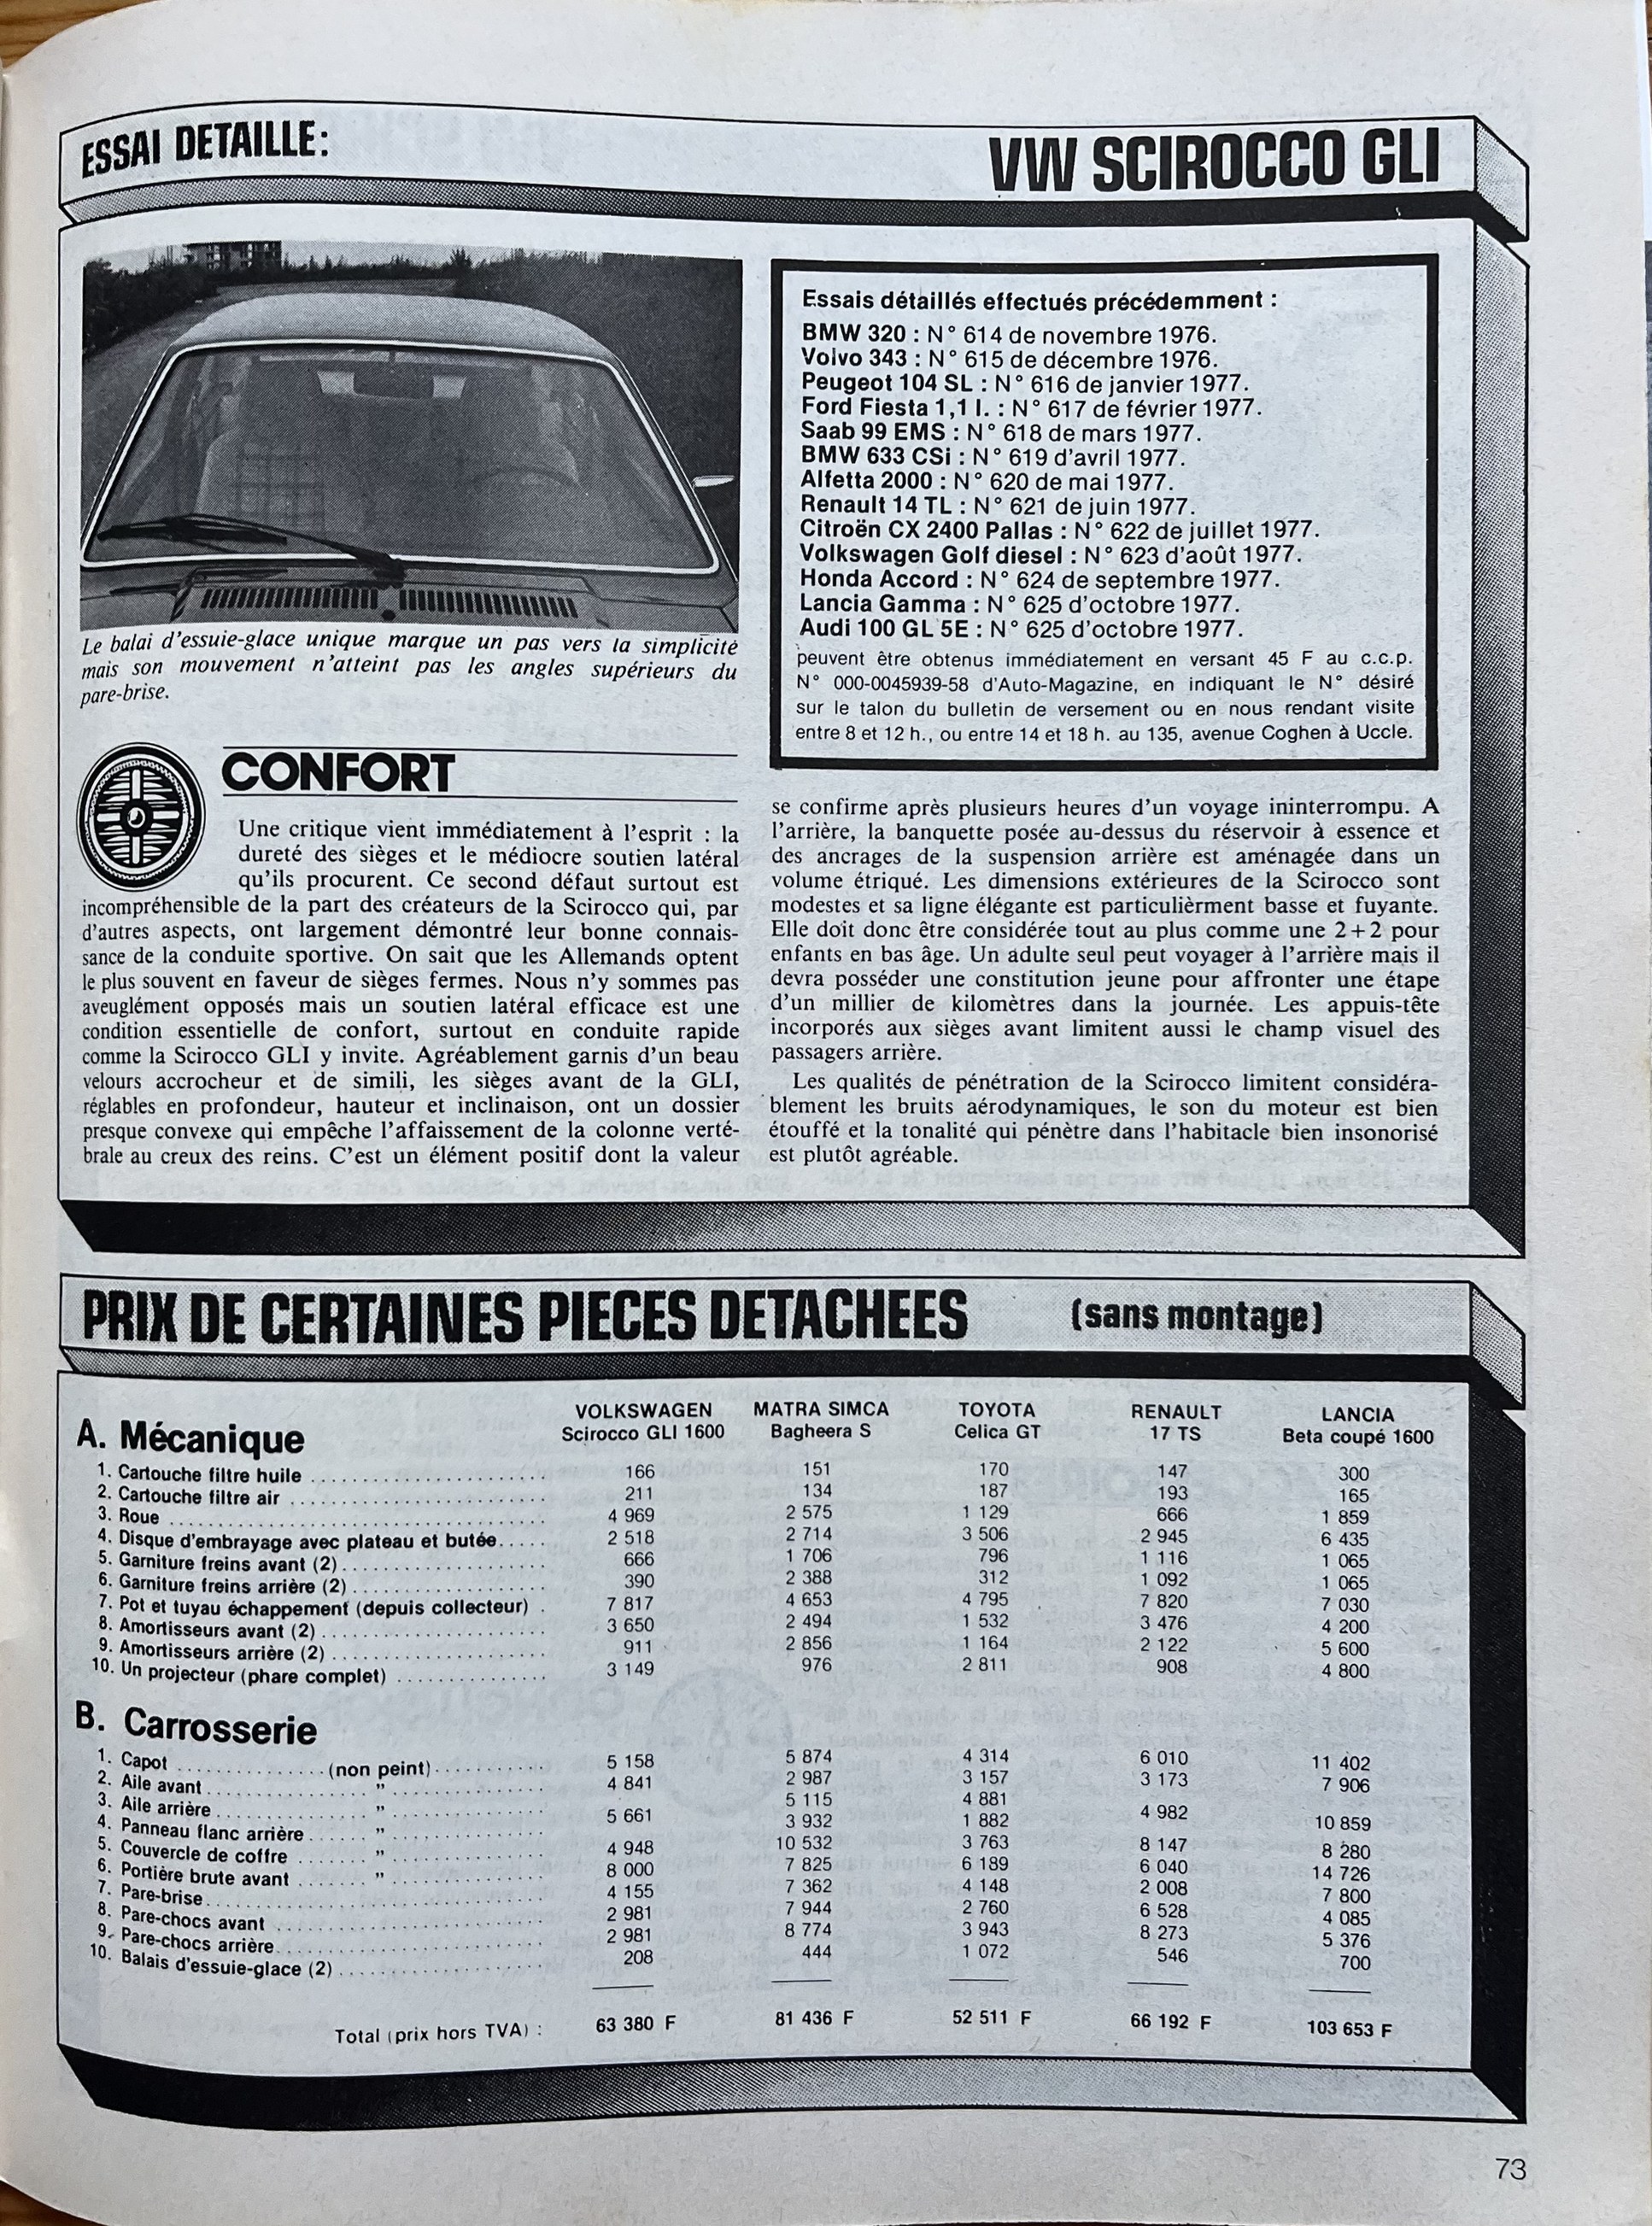 ESSAI DETAILLE:
VW SCIROCCO GLI
Le balai d'essuie-glace unique marque un pas vers la simplicité
mais son mouvement n'atteint pas les angles supérieurs du
pare-brise.
Essais détaillés effectués précédemment :
BMW 320 : N° 614 de novembre 1976.
Volvo 343 : N° 615 de décembre 1976.
Peugeot 104 SL : N° 616 de janvier 1977.
Ford Fiesta 1,1 l. : N° 617 de février 1977.
Saab 99 EMS : N° 618 de mars 1977.
BMW 633 CSi : N° 619 d'avril 1977.
Alfetta 2000 : N° 620 de mai 1977.
Renault 14 TL : N° 621 de juin 1977.
Citroën CX 2400 Pallas : N° 622 de juillet 1977.
Volkswagen Golf diesel : N° 623 d'août 1977.
Honda Accord : N° 624 de septembre 1977.
Lancia Gamma : N° 625 d'octobre 1977.
Audi 100 GL 5E : N° 625 d'octobre 1977.
peuvent être obtenus immédiatement en versant 45 F au c.c.p.
N° 000-0045939-58 d'Auto-Magazine, en indiquant le N° désiré
sur le talon du bulletin de versement ou en nous rendant visite
entre 8 et 12 h., ou entre 14 et 18 h. au 135, avenue Coghen à Uccle.
CONFORT
Une critique vient immédiatement à l'esprit : la
dureté des sièges et le médiocre soutien latéral
qu'ils procurent. Ce second défaut surtout est
incompréhensible de la part des créateurs de la Scirocco qui, par
d'autres aspects, ont largement démontré leur bonne connais-
sance de la conduite sportive. On sait que les Allemands optent
le plus souvent en faveur de sièges fermes. Nous n'y sommes pas
aveuglément opposés mais un soutien latéral efficace est une
condition essentielle de confort, surtout en conduite rapide
comme la Scirocco GLI y invite. Agréablement garnis d'un beau
velours accrocheur et de simili, les sièges avant de la GLI,
réglables en profondeur, hauteur et inclinaison, ont un dossier
presque convexe qui empêche l'affaissement de la colonne verté-
brale au creux des reins. C'est un élément positif dont la valeur
se confirme après plusieurs heures d'un voyage ininterrompu. A
l'arrière, la banquette posée au-dessus du réservoir à essence et
des ancrages de la suspension arrière est aménagée dans un
volume étriqué. Les dimensions extérieures de la Scirocco sont
modestes et sa ligne élégante est particulièrment basse et fuyante.
Elle doit donc être considérée tout au plus comme une 2+2 pour
enfants en bas âge. Un adulte seul peut voyager à l'arrière mais il
devra posséder une constitution jeune pour affronter une étape
d'un millier de kilomètres dans la journée. Les appuis-tête
incorporés aux sièges avant limitent aussi le champ visuel des
passagers arrière.
Les qualités de pénétration de la Scirocco limitent considéra-
blement les bruits aérodynamiques, le son du moteur est bien
étouffé et la tonalité qui pénètre dans l'habitacle bien insonorisé
est plutôt agréable.
PRIX DE CERTAINES PIECES DETACHEES (sans montage)
VOLKSWAGEN MATRA SIMCA TOYOTA RENAULT LANCIA
A. Mécanique Scirocco GLI 1600 Bagheera S Celica GT 17 TS Beta coupé 1600
1. Cartouche filtre huile 166 151 170 147 300
2. Cartouche filtre air 211 134 187 193 165
3. Roue 4 969 2 575 1 129 666 1 859
4. Disque d'embrayage avec plateau et butée 2 518 2 714 3 506 2 945 6 435
5. Garniture freins avant (2) 666 1 706 796 1 116 1 065
6. Garniture freins arrière (2) 390 2 388 312 1 092 1 065
7. Pot et tuyau échappement (depuis collecteur) 7 817 4 653 4 795 7 820 7 030
8. Amortisseurs avant (2) 3 650 2 494 1 532 3 476 4 200
9. Amortisseurs arrière (2) 911 2 856 1 164 2 122 5 600
10. Un projecteur (phare complet) 3 149 976 2 811 908 4 800
B. Carrosserie
1. Capot (non peint) 5 158 5 874 4 314 6 010 11 402
2. Aile avant " 4 841 2 987 3 157 3 173 7 906
3. Aile arrière " 5 115 4 881
4. Panneau flanc arrière " 5 661 3 932 1 882 4 982 10 859
5. Couvercle de coffre " 4 948 10 532 3 763 8 147 8 280
6. Portière brute avant " 8 000 7 825 6 189 6 040 14 726
7. Pare-brise 4 155 7 362 4 148 2 008 7 800
8. Pare-chocs avant 2 981 7 944 2 760 6 528 4 085
9. Pare-chocs arrière 2 981 8 774 3 943 8 273 5 376
10. Balais d'essuie-glace (2) 208 444 1 072 546 700
Total (prix hors TVA) : 63 380 F 81 436 F 52 511 F 66 192 F 103 653 F
73